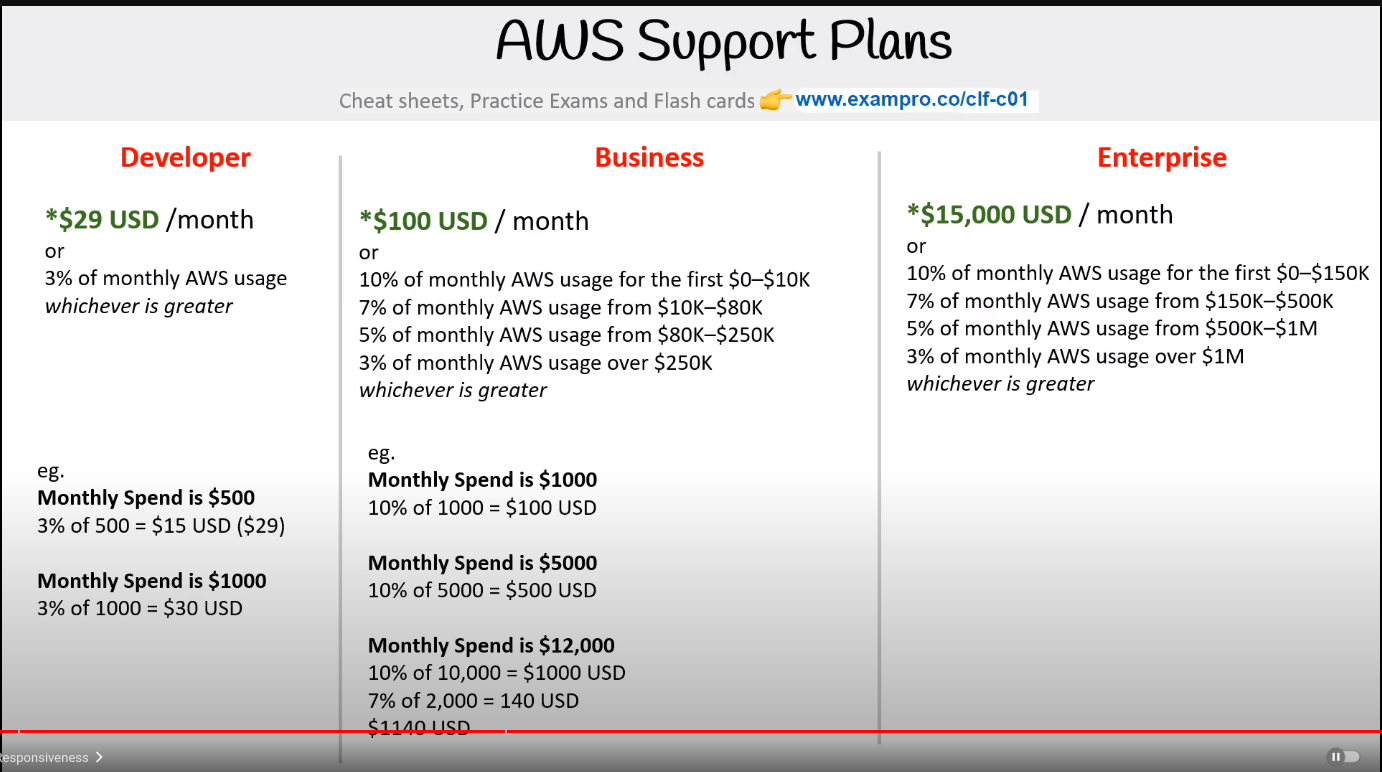 AWS Support Plans
Cheat sheets, Practice Exams and Flash cards 👉 www.exampro.co/clf-c01
Developer
*$29 USD /month
or
3% of monthly AWS usage
whichever is greater
eg.
Monthly Spend is $500
3% of 500 = $15 USD ($29)
Monthly Spend is $1000
3% of 1000 = $30 USD
Business
*$100 USD / month
or
10% of monthly AWS usage for the first $0–$10K
7% of monthly AWS usage from $10K–$80K
5% of monthly AWS usage from $80K–$250K
3% of monthly AWS usage over $250K
whichever is greater
eg.
Monthly Spend is $1000
10% of 1000 = $100 USD
Monthly Spend is $5000
10% of 5000 = $500 USD
Monthly Spend is $12,000
10% of 10,000 = $1000 USD
7% of 2,000 = 140 USD
$1140 USD
Enterprise
*$15,000 USD / month
or
10% of monthly AWS usage for the first $0–$150K
7% of monthly AWS usage from $150K–$500K
5% of monthly AWS usage from $500K–$1M
3% of monthly AWS usage over $1M
whichever is greater
esponsiveness